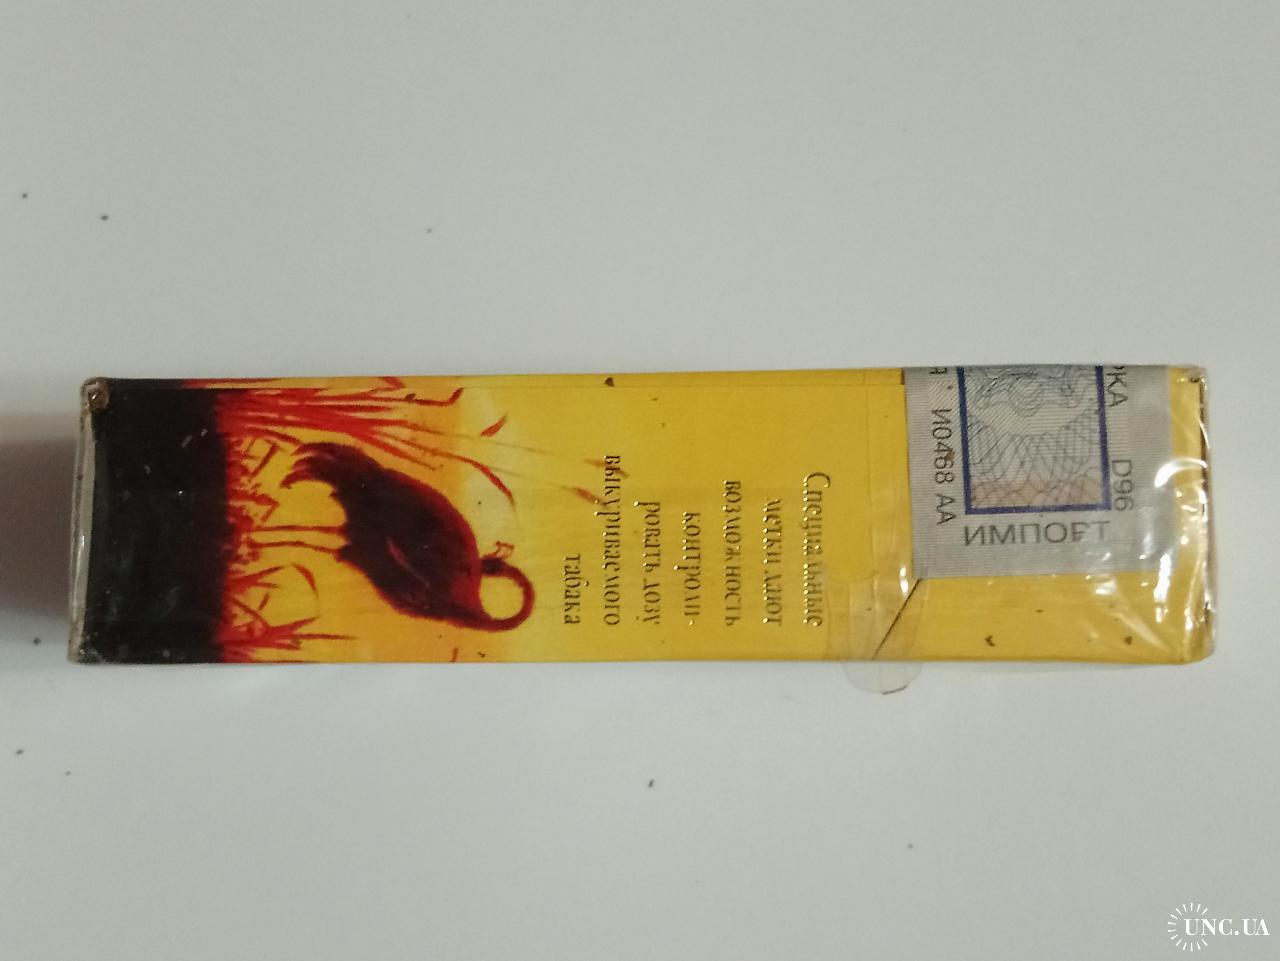 Специальные
метки дают
возможность
контроли-
ровать дозу
выкуриваемого
табака
И0468 АА
РКА D96
ИМПОРТ
UNC.UA